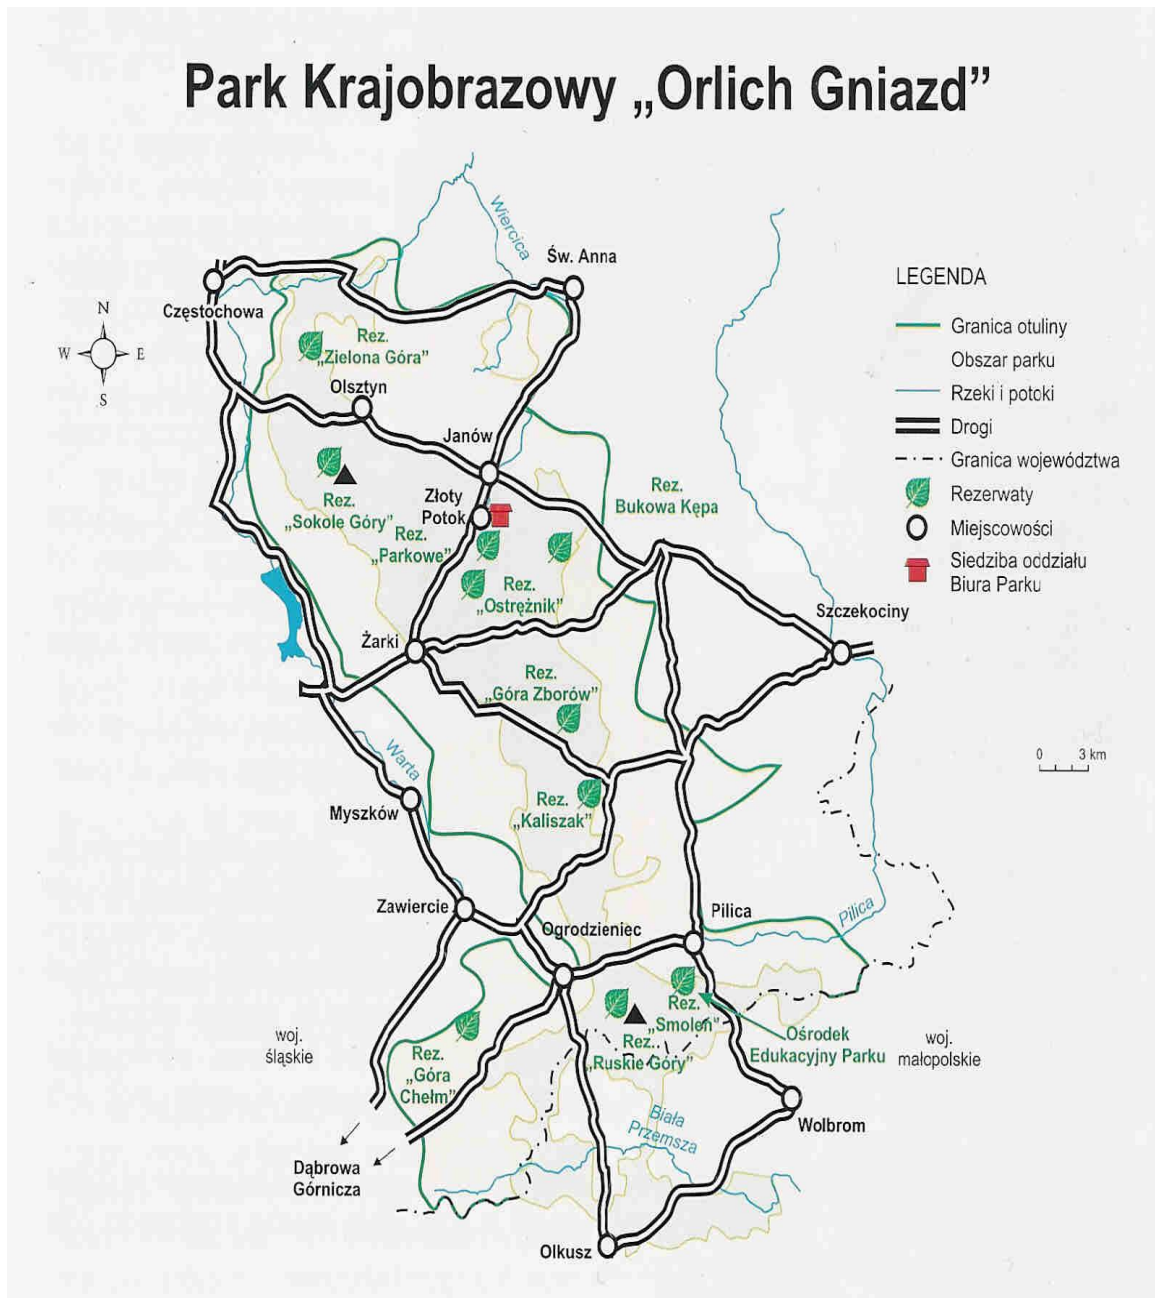 Park Krajobrazowy „Orlich Gniazd”
Wiercica
Św. Anna
Częstochowa
N
W
E
S
LEGENDA
Granica otuliny
Obszar parku
Rzeki i potoki
Drogi
Granica województwa
Rezerwaty
Miejscowości
Siedziba oddziału
Biura Parku
Rez.
„Zielona Góra”
Olsztyn
Janów
Rez.
„Sokole Góry”
Złoty
Potok
Rez.
Bukowa Kępa
Rez.
„Parkowe”
Rez.
„Ostrężnik”
Szczekociny
Żarki
Rez.
„Góra Zborów”
0 3 km
Warta
Myszków
Rez.
„Kaliszak”
Zawiercie
Ogrodzieniec
Pilica
Pilica
Rez.
„Smoleń”
Rez.
„Ruskie Góry”
Ośrodek
Edukacyjny Parku
woj.
śląskie
woj.
małopolskie
Rez.
„Góra
Chełm”
Biała
Przemsza
Wolbrom
Dąbrowa
Górnicza
Olkusz